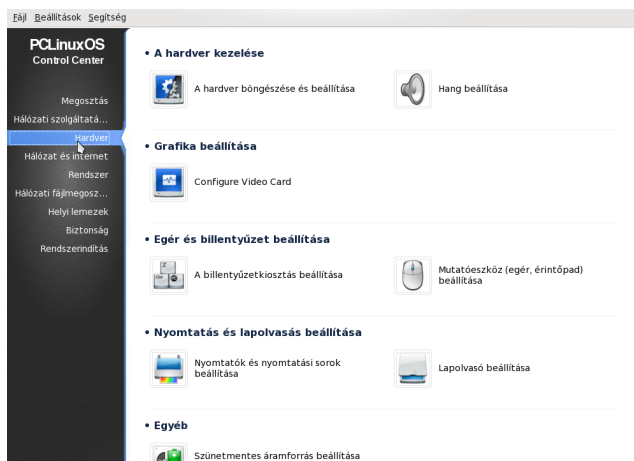 Fájl Beállítások Segítség
PCLinuxOS
Control Center
Megosztás
Hálózati szolgáltatá...
Hardver
Hálózat és internet
Rendszer
Hálózati fájlmegosz...
Helyi lemezek
Biztonság
Rendszerindítás
• A hardver kezelése
A hardver böngészése és beállítása
Hang beállítása
• Grafika beállítása
Configure Video Card
• Egér és billentyűzet beállítása
A billentyűzetkiosztás beállítása
Mutatóeszköz (egér, érintőpad)
beállítása
• Nyomtatás és lapolvasás beállítása
Nyomtatók és nyomtatási sorok
beállítása
Lapolvasó beállítása
• Egyéb
Szünetmentes áramforrás beállítása